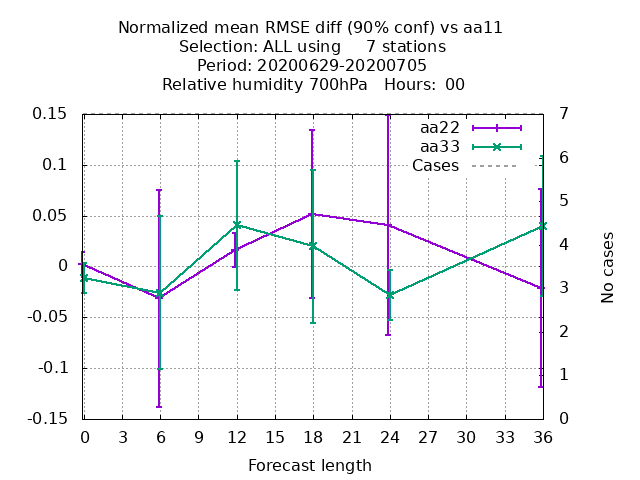 Normalized mean RMSE diff (90% conf) vs aa11
Selection: ALL using     7 stations
Period: 20200629-20200705
Relative humidity 700hPa   Hours:  00
0.15
0.1
0.05
0
-0.05
-0.1
-0.15
7
6
5
4
3
2
1
0
aa22
aa33
Cases
No cases
0 3 6 9 12 15 18 21 24 27 30 33 36
Forecast length